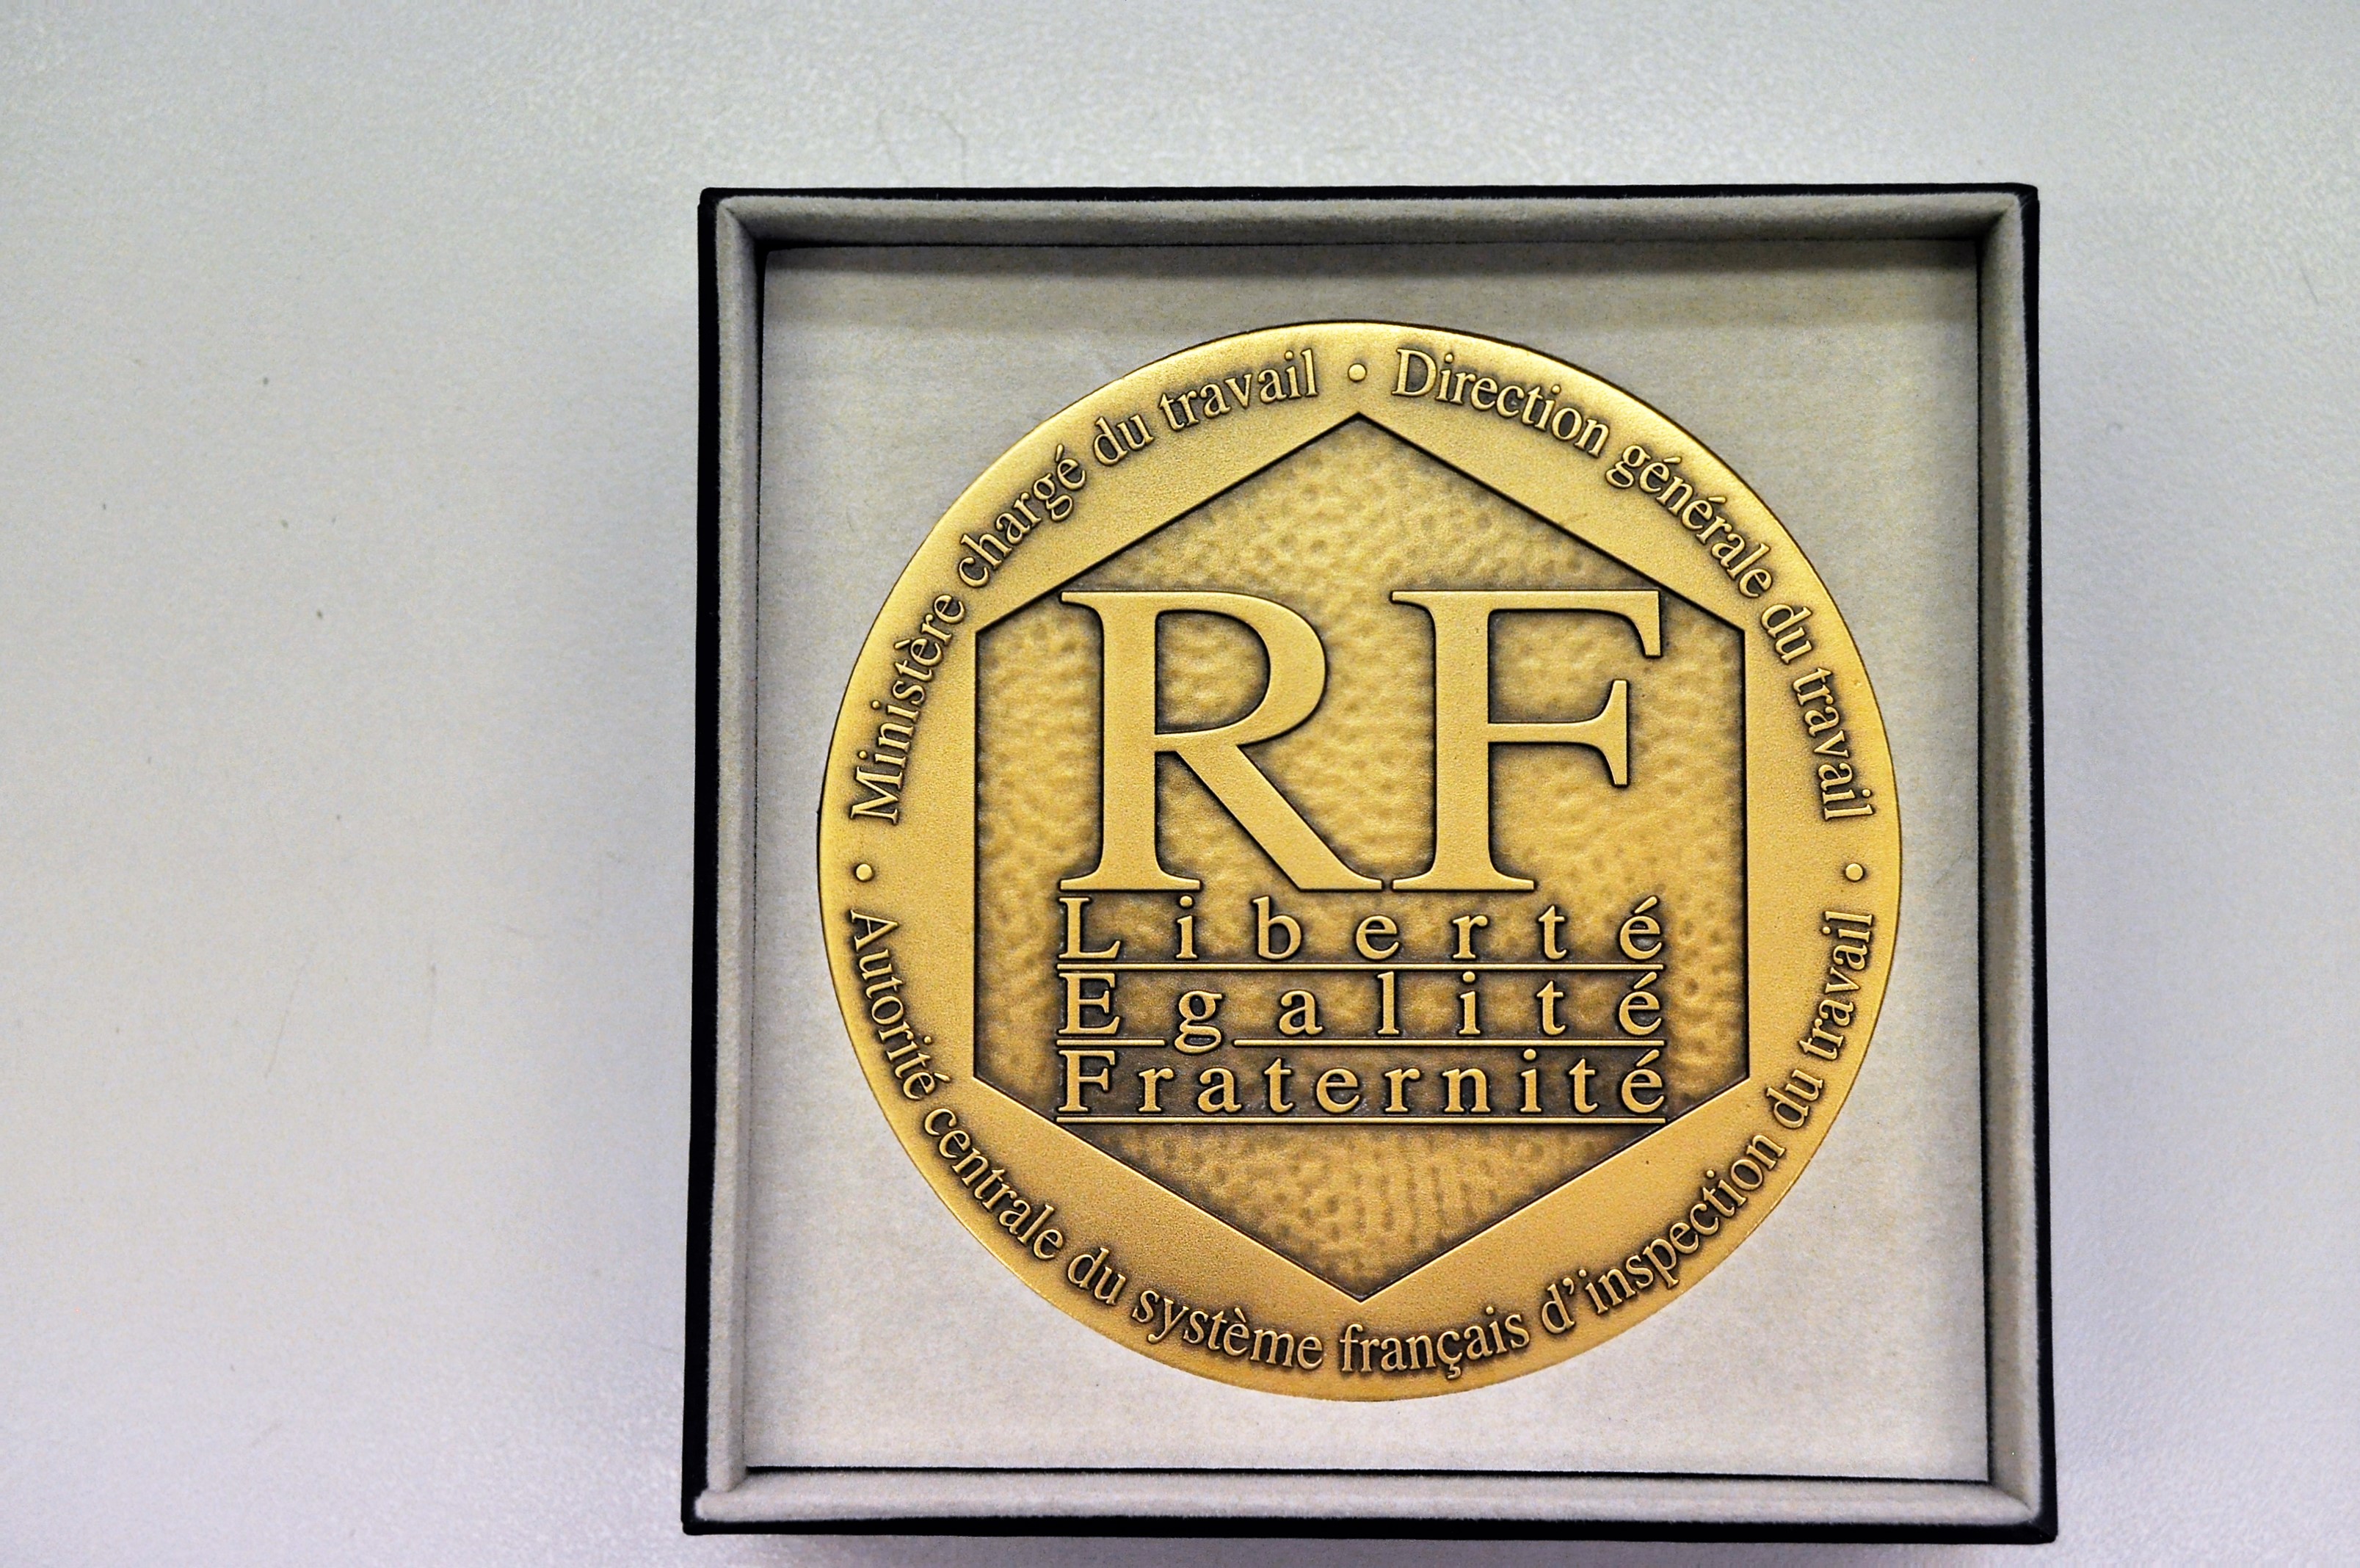 Ministère chargé du travail • Direction générale du travail •
RF
Liberté
Egalité
Fraternité
Autorité centrale du système français d'inspection du travail •